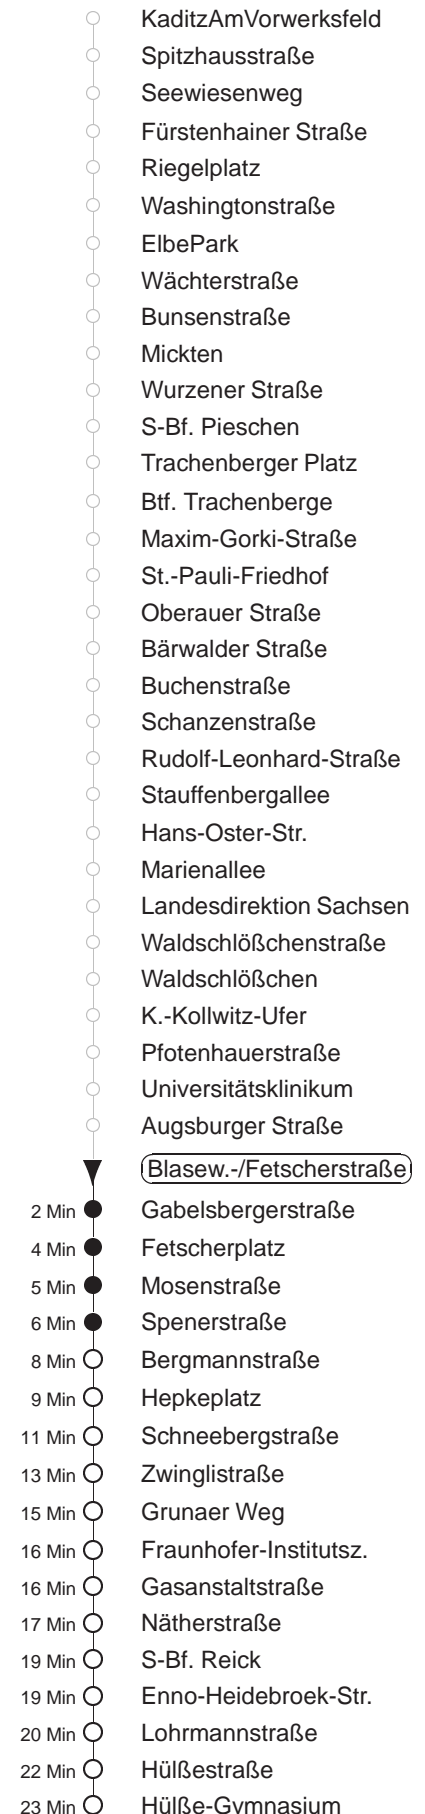 KaditzAmVorwerksfeld
Spitzhausstraße
Seewiesenweg
Fürstenhainer Straße
Riegelplatz
Washingtonstraße
ElbePark
Wächterstraße
Bunsenstraße
Mickten
Wurzener Straße
S-Bf. Pieschen
Trachenberger Platz
Btf. Trachenberge
Maxim-Gorki-Straße
St.-Pauli-Friedhof
Oberauer Straße
Bärwalder Straße
Buchenstraße
Schanzenstraße
Rudolf-Leonhard-Straße
Stauffenbergallee
Hans-Oster-Str.
Marienallee
Landesdirektion Sachsen
Waldschlößchenstraße
Waldschlößchen
K.-Kollwitz-Ufer
Pfotenhauerstraße
Universitätsklinikum
Augsburger Straße
Blasew.-/Fetscherstraße
2 Min Gabelsbergerstraße
4 Min Fetscherplatz
5 Min Mosenstraße
6 Min Spenerstraße
8 Min Bergmannstraße
9 Min Hepkeplatz
11 Min Schneebergstraße
13 Min Zwinglistraße
15 Min Grunaer Weg
16 Min Fraunhofer-Institutsz.
16 Min Gasanstaltstraße
17 Min Nätherstraße
19 Min S-Bf. Reick
19 Min Enno-Heidebroek-Str.
20 Min Lohrmannstraße
22 Min Hülßestraße
23 Min Hülße-Gymnasium